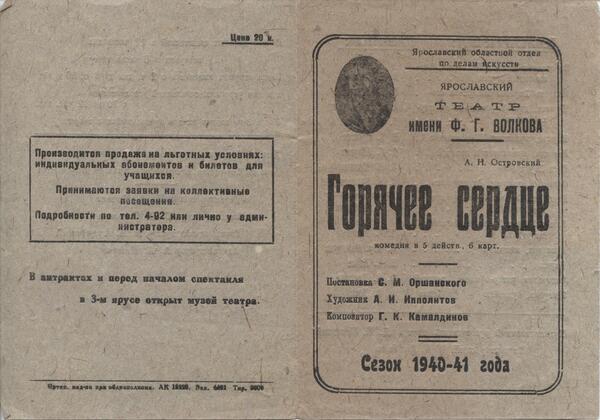 Цена 20 к.
Производится продажа на льготных условиях:
индивидуальных абонементов и билетов для
учащихся.
Принимаются заявки на коллективные
посещения.
Подробности по тел. 4-92 или лично у адми-
нистратора.
В антрактах и перед началом спектакля
в 3-м ярусе открыт музей театра.
АК Зак. Тир.
Ярославский областной отдел
по делам искусств
ЯРОСЛАВСКИЙ
ТЕАТР
имени Ф. Г. ВОЛКОВА
А. Н. Островский
Горячее сердце
комедия в 5 действ., 6 карт.
Постановка С. М. Оршанского
Художник А. И. Ипполитов
Композитор Г. К. Камалдинов
Сезон 1940-41 года